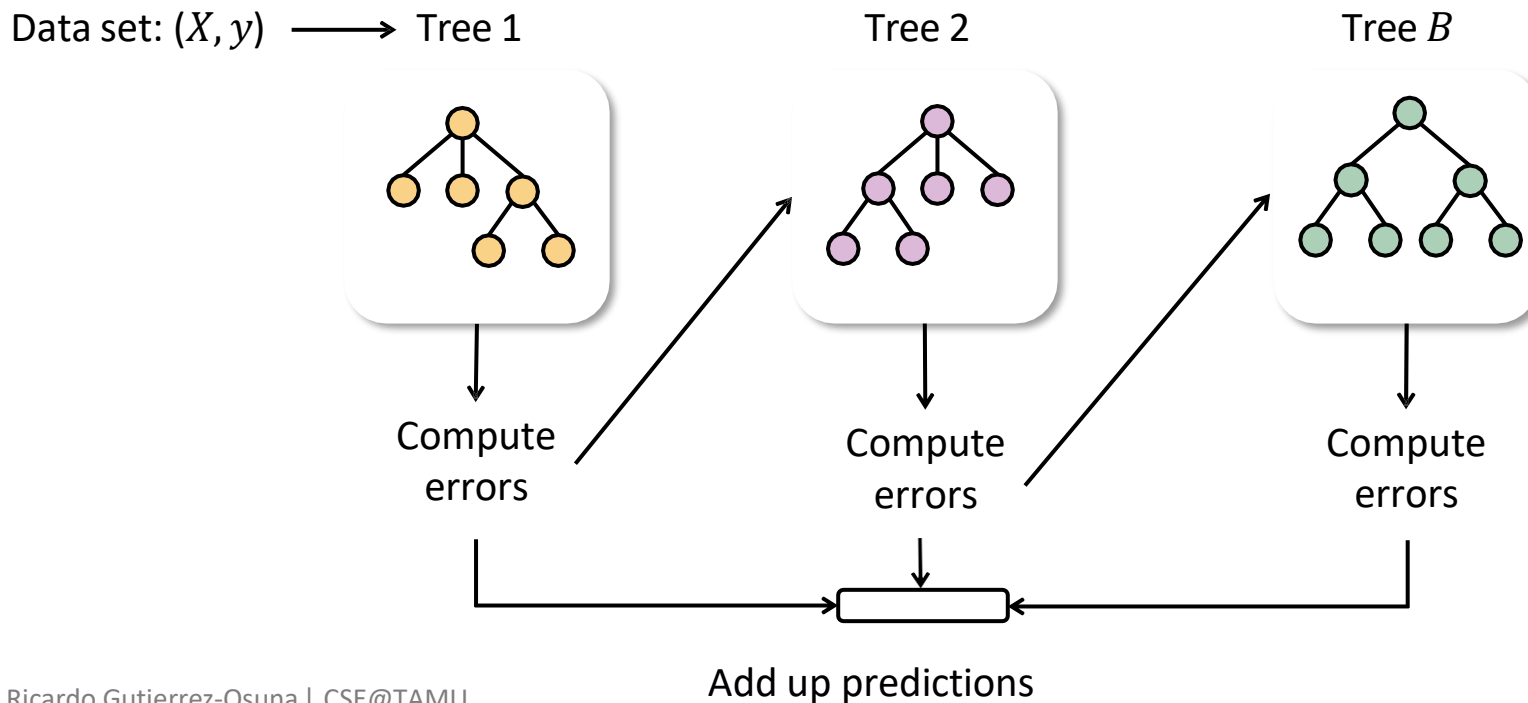 Data set: (X, y) Tree 1 Tree 2 Tree B
Compute
errors
Compute
errors
Compute
errors
Add up predictions
Ricardo Gutierrez-Osuna | CSE@TAMU